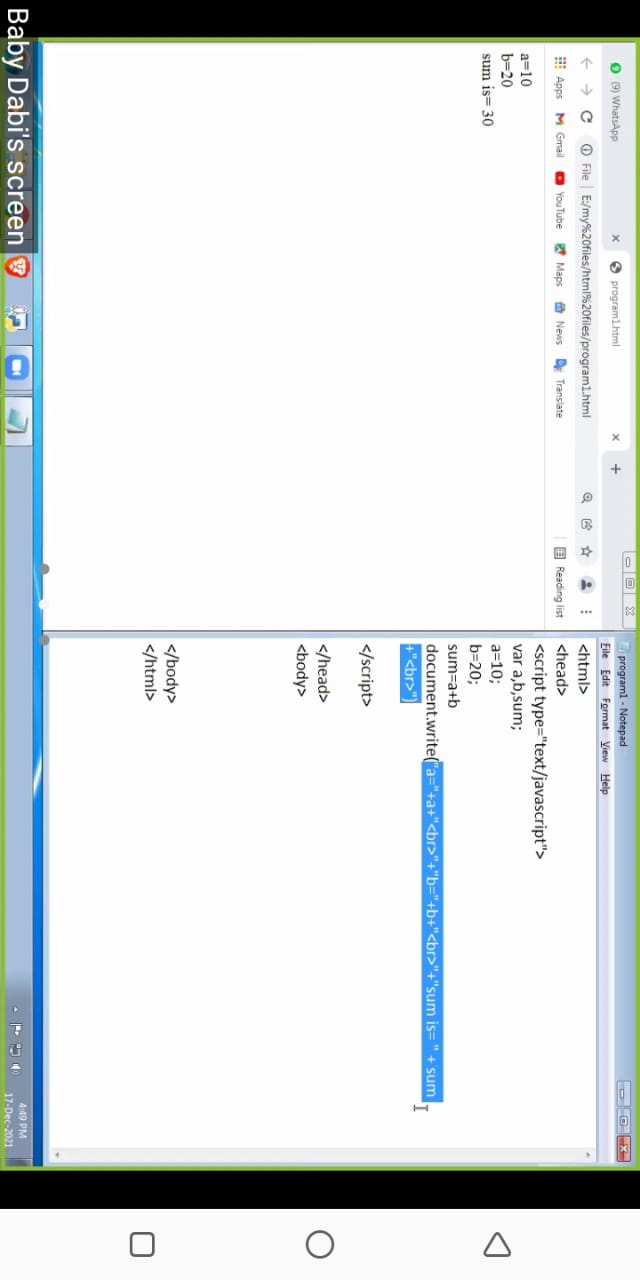 Baby Dabi's screen
(9) WhatsApp
program1.html
File | E:/my%20files/html%20files/program1.html
Apps Gmail YouTube Maps News Translate Reading list
a=10
b=20
sum is= 30
program1 - Notepad
File Edit Format View Help
<html>
<head>
<script type="text/javascript">
var a,b,sum;
a=10;
b=20;
sum=a+b
document.write("a="+a+"<br>"+"b="+b+"<br>"+"sum is= " + sum
+"<br>")
</script>
</head>
<body>
</body>
</html>
4:49 PM
17-Dec-2021